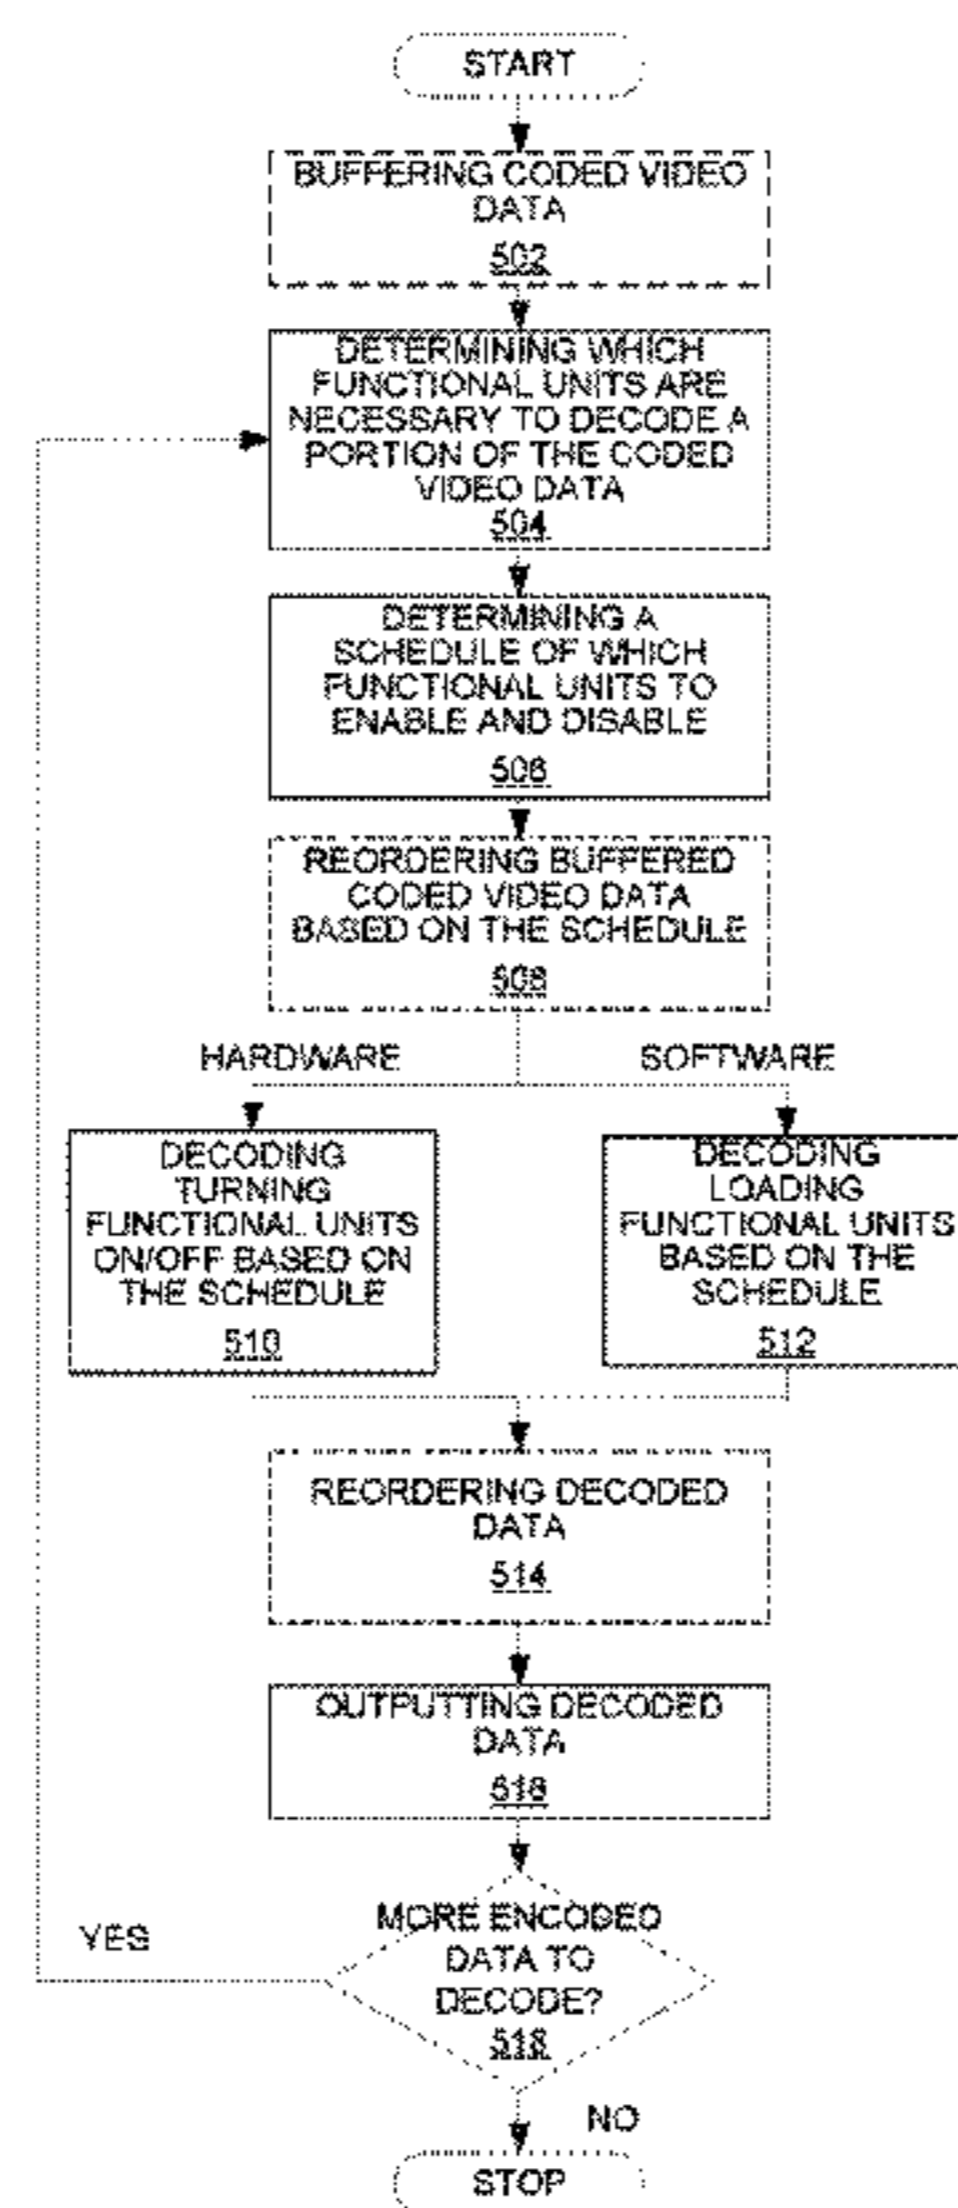 START
BUFFERING CODED VIDEO
DATA
502
DETERMINING WHICH
FUNCTIONAL UNITS ARE
NECESSARY TO DECODE A
PORTION OF THE CODED
VIDEO DATA
504
DETERMINING A
SCHEDULE OF WHICH
FUNCTIONAL UNITS TO
ENABLE AND DISABLE
506
REORDERING BUFFERED
CODED VIDEO DATA
BASED ON THE SCHEDULE
508
HARDWARE
SOFTWARE
DECODING
TURNING
FUNCTIONAL UNITS
ON/OFF BASED ON
THE SCHEDULE
510
DECODING
LOADING
FUNCTIONAL UNITS
BASED ON THE
SCHEDULE
512
REORDERING DECODED
DATA
514
OUTPUTTING DECODED
DATA
516
YES
MORE ENCODED
DATA TO
DECODE?
518
NO
STOP